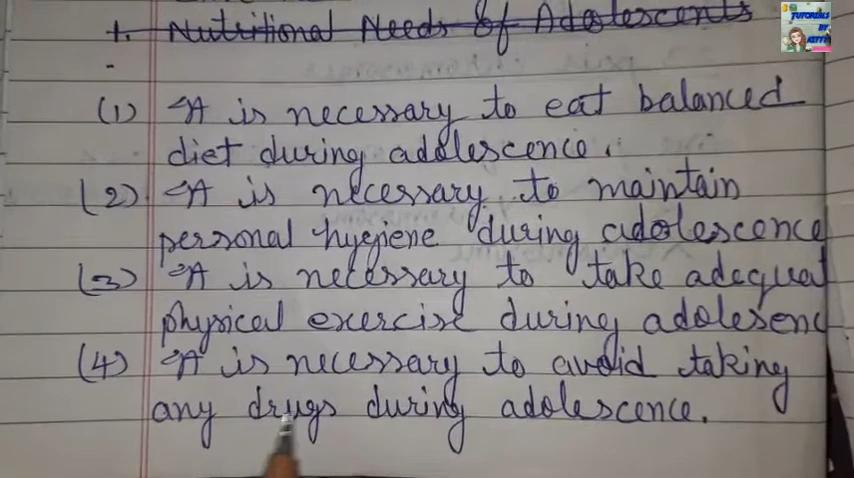 1. Nutritional Needs of Adolescents
TUTORIALS
BY
(1) It is necessary to eat balanced
diet during adolescence.
(2) It is necessary to maintain
personal hygiene during adolescence
(3) It is necessary to take adequat
physical exercise during adolesenc
(4) It is necessary to avoid taking
any drugs during adolescence.